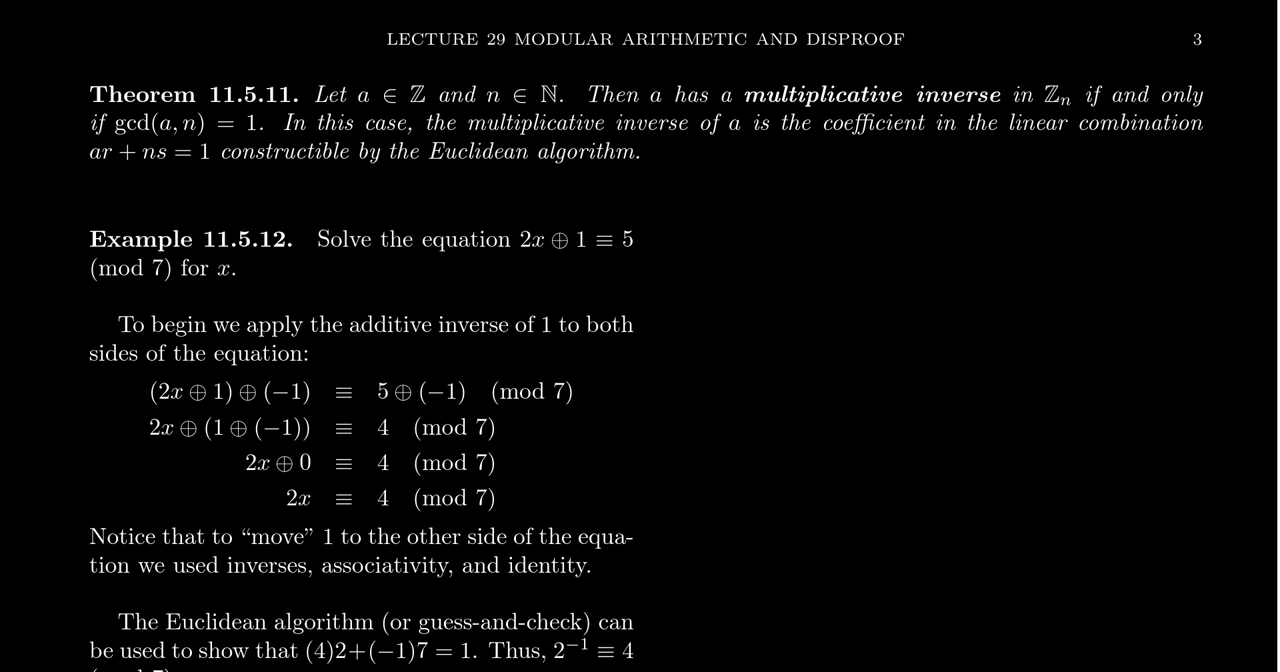 LECTURE 29 MODULAR ARITHMETIC AND DISPROOF 3
Theorem 11.5.11. Let a ∈ ℤ and n ∈ ℕ. Then a has a multiplicative inverse in ℤₙ if and only
if gcd(a, n) = 1. In this case, the multiplicative inverse of a is the coefficient in the linear combination
ar + ns = 1 constructible by the Euclidean algorithm.
Example 11.5.12. Solve the equation 2x ⊕ 1 ≡ 5
(mod 7) for x.
To begin we apply the additive inverse of 1 to both
sides of the equation:
(2x ⊕ 1) ⊕ (−1) ≡ 5 ⊕ (−1) (mod 7)
2x ⊕ (1 ⊕ (−1)) ≡ 4 (mod 7)
2x ⊕ 0 ≡ 4 (mod 7)
2x ≡ 4 (mod 7)
Notice that to “move” 1 to the other side of the equa-
tion we used inverses, associativity, and identity.
The Euclidean algorithm (or guess-and-check) can
be used to show that (4)2+(−1)7 = 1. Thus, 2⁻¹ ≡ 4